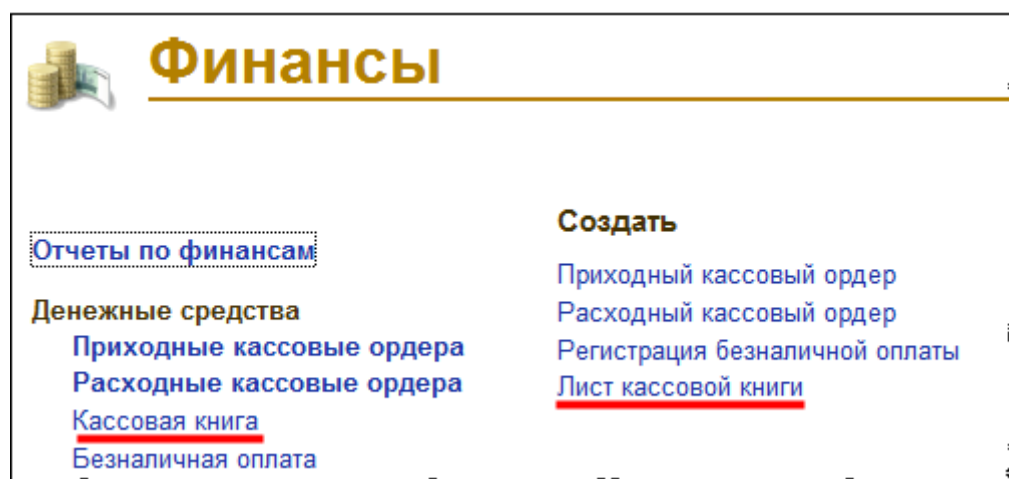 Финансы
Отчеты по финансам
Денежные средства
Приходные кассовые ордера
Расходные кассовые ордера
Кассовая книга
Безналичная оплата
Создать
Приходный кассовый ордер
Расходный кассовый ордер
Регистрация безналичной оплаты
Лист кассовой книги